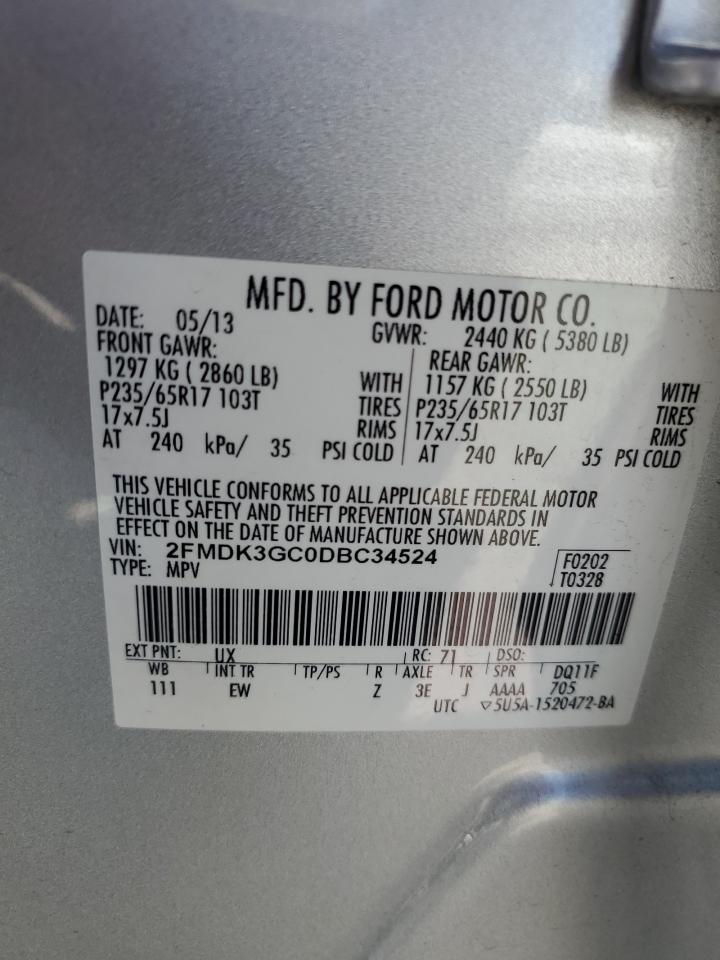 MFD. BY FORD MOTOR CO.
DATE: 05/13 GVWR: 2440 KG ( 5380 LB)
FRONT GAWR: REAR GAWR:
1297 KG ( 2860 LB) WITH 1157 KG ( 2550 LB) WITH
P235/65R17 103T TIRES P235/65R17 103T TIRES
17x7.5J RIMS 17x7.5J RIMS
AT 240 kPa/ 35 PSI COLD AT 240 kPa/ 35 PSI COLD
THIS VEHICLE CONFORMS TO ALL APPLICABLE FEDERAL MOTOR
VEHICLE SAFETY AND THEFT PREVENTION STANDARDS IN
EFFECT ON THE DATE OF MANUFACTURE SHOWN ABOVE.
VIN: 2FMDK3GC0DBC34524 F0202
TYPE: MPV T0328
EXT PNT: UX RC: 71 DSO:
WB INT TR TP/PS R AXLE TR SPR DQ11F
111 EW Z 3E J AAAA 705
UTC ▽5U5A-1520472-BA